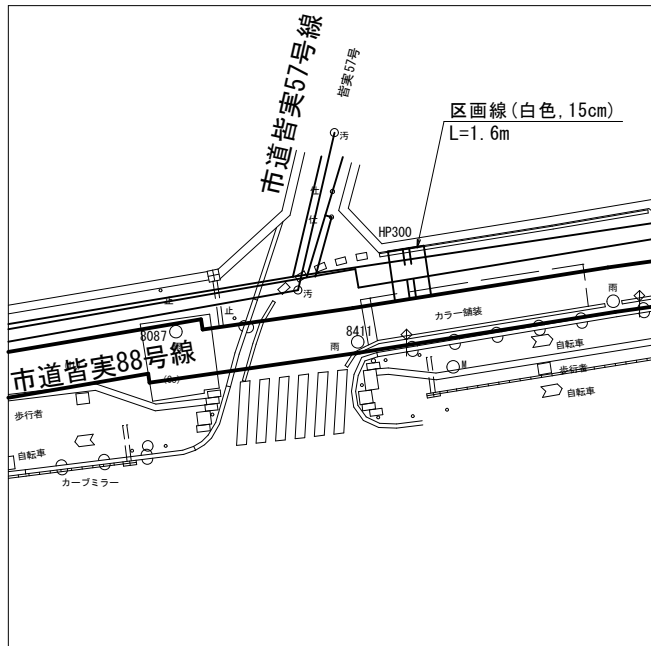 市道皆実57号線
皆実57号
汚
区画線(白色,15cm)
L=1.6m
仕
仕
HP300
汚
止
止
雨
8087
雨
8411
カラー舗装
自転車
市道皆実88号線
M
歩行者
自転車
歩行者
自転車
カーブミラー